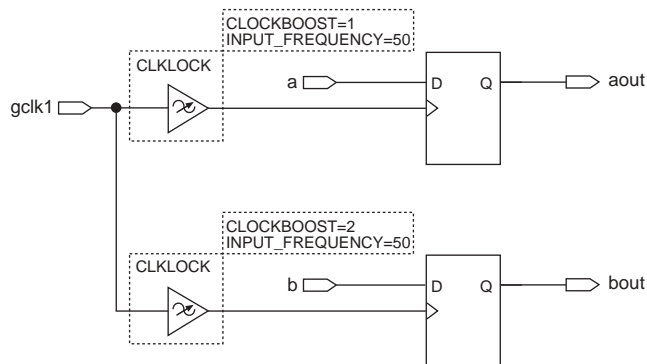 CLOCKBOOST=1
INPUT_FREQUENCY=50
CLKLOCK
a
D
Q
aout
gclk1
CLOCKBOOST=2
INPUT_FREQUENCY=50
CLKLOCK
b
D
Q
bout